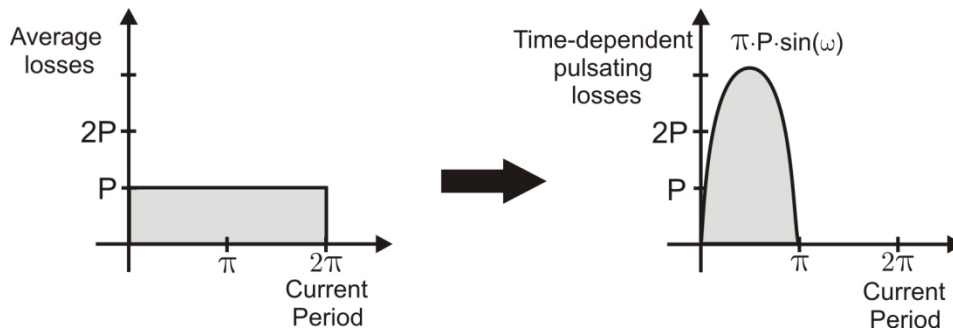 Average
losses
2P
P
π
2π
Current
Period
Time-dependent
pulsating
losses
π·P·sin(ω)
2P
P
π
2π
Current
Period